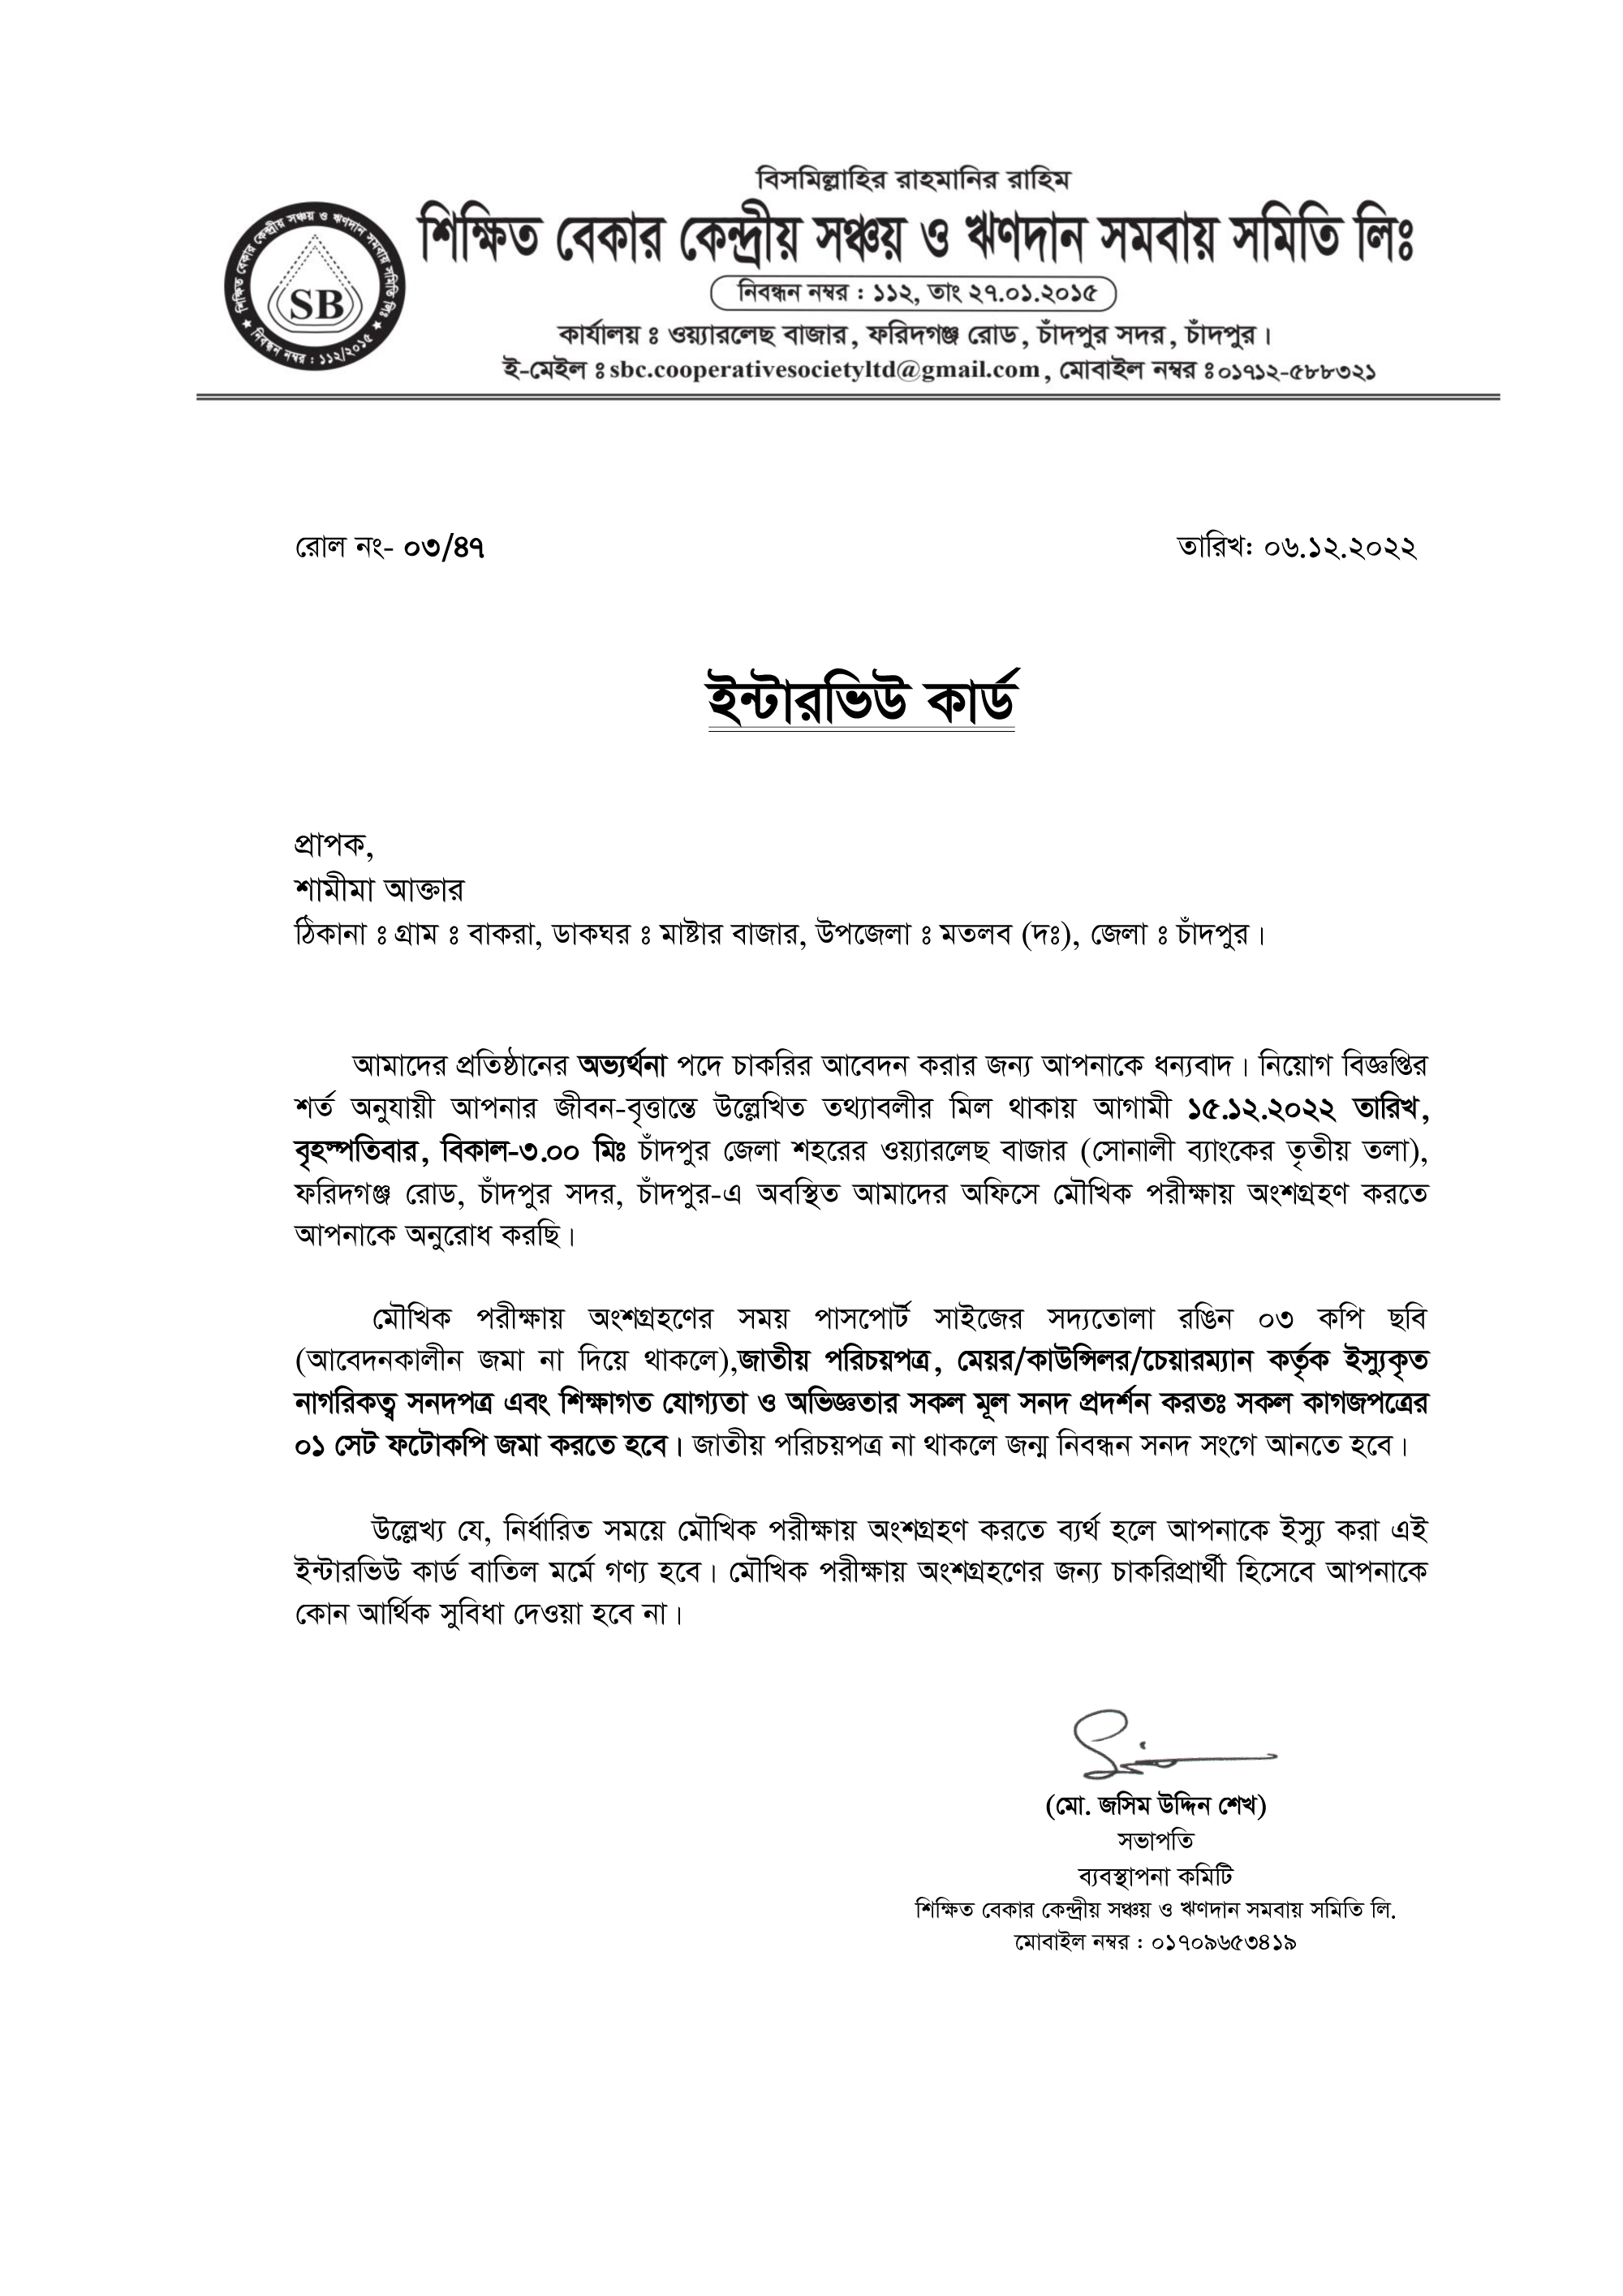 বিসমিল্লাহির রাহমানির রাহিম
শিক্ষিত বেকার কেন্দ্রীয় সঞ্চয় ও ঋণদান সমবায় সমিতি লিঃ
শিক্ষিত বেকার কেন্দ্রীয় সঞ্চয় ও ঋণদান সমবায় সমিতি লিঃ
SB
★ নিবন্ধন নম্বর : ১১২/২০১৫ ★
নিবন্ধন নম্বর : ১১২, তাং ২৭.০১.২০১৫
কার্যালয় ঃ ওয়্যারলেছ বাজার, ফরিদগঞ্জ রোড, চাঁদপুর সদর, চাঁদপুর।
ই-মেইল ঃ sbc.cooperativesocietyltd@gmail.com, মোবাইল নম্বর ঃ ০১৭১২-৫৮৮৩২১
রোল নং- ০৩/৪৭ তারিখ: ০৬.১২.২০২২
ইন্টারভিউ কার্ড
প্রাপক,
শামীমা আক্তার
ঠিকানা ঃ গ্রাম ঃ বাকরা, ডাকঘর ঃ মাষ্টার বাজার, উপজেলা ঃ মতলব (দঃ), জেলা ঃ চাঁদপুর।
আমাদের প্রতিষ্ঠানের অভ্যর্থনা পদে চাকরির আবেদন করার জন্য আপনাকে ধন্যবাদ। নিয়োগ বিজ্ঞপ্তির
শর্ত অনুযায়ী আপনার জীবন-বৃত্তান্তে উল্লেখিত তথ্যাবলীর মিল থাকায় আগামী ১৫.১২.২০২২ তারিখ,
বৃহস্পতিবার, বিকাল-৩.০০ মিঃ চাঁদপুর জেলা শহরের ওয়্যারলেছ বাজার (সোনালী ব্যাংকের তৃতীয় তলা),
ফরিদগঞ্জ রোড, চাঁদপুর সদর, চাঁদপুর-এ অবস্থিত আমাদের অফিসে মৌখিক পরীক্ষায় অংশগ্রহণ করতে
আপনাকে অনুরোধ করছি।
মৌখিক পরীক্ষায় অংশগ্রহণের সময় পাসপোর্ট সাইজের সদ্যতোলা রঙিন ০৩ কপি ছবি
(আবেদনকালীন জমা না দিয়ে থাকলে),জাতীয় পরিচয়পত্র, মেয়র/কাউন্সিলর/চেয়ারম্যান কর্তৃক ইস্যুকৃত
নাগরিকত্ব সনদপত্র এবং শিক্ষাগত যোগ্যতা ও অভিজ্ঞতার সকল মূল সনদ প্রদর্শন করতঃ সকল কাগজপত্রের
০১ সেট ফটোকপি জমা করতে হবে। জাতীয় পরিচয়পত্র না থাকলে জন্ম নিবন্ধন সনদ সংগে আনতে হবে।
উল্লেখ্য যে, নির্ধারিত সময়ে মৌখিক পরীক্ষায় অংশগ্রহণ করতে ব্যর্থ হলে আপনাকে ইস্যু করা এই
ইন্টারভিউ কার্ড বাতিল মর্মে গণ্য হবে। মৌখিক পরীক্ষায় অংশগ্রহণের জন্য চাকরিপ্রার্থী হিসেবে আপনাকে
কোন আর্থিক সুবিধা দেওয়া হবে না।
(মো. জসিম উদ্দিন শেখ)
সভাপতি
ব্যবস্থাপনা কমিটি
শিক্ষিত বেকার কেন্দ্রীয় সঞ্চয় ও ঋণদান সমবায় সমিতি লি.
মোবাইল নম্বর : ০১৭০৯৬৫৩৪১৯